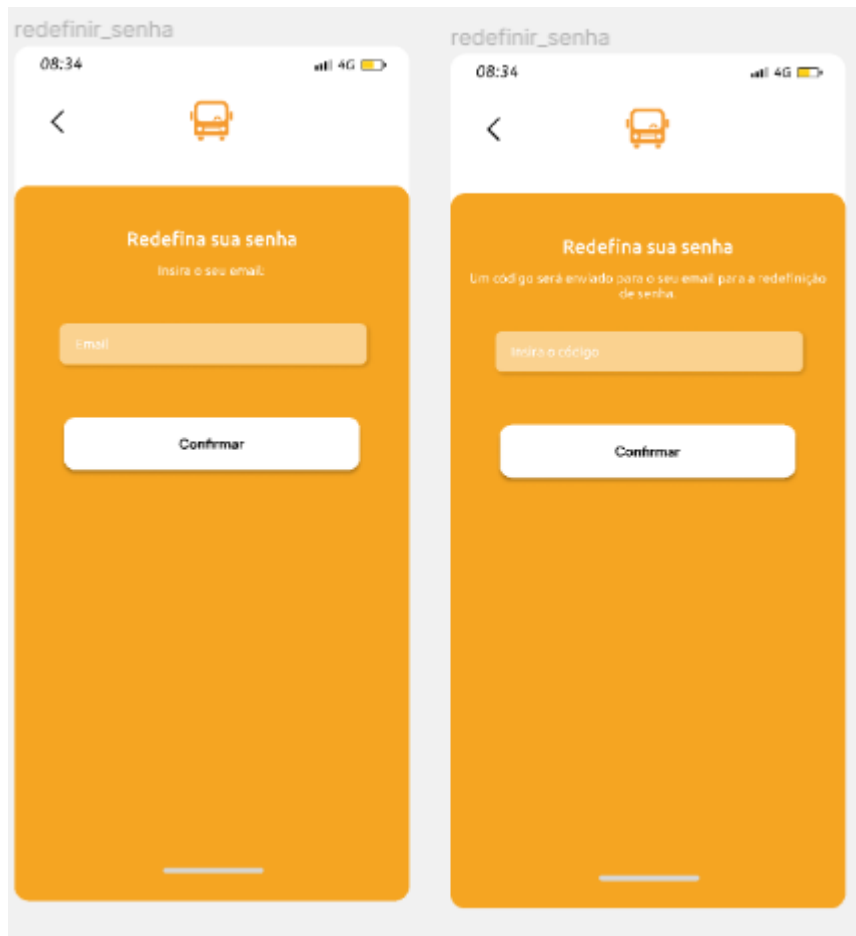 redefinir_senha
08:34
4G
Redefina sua senha
Insira o seu email:
Email
Confirmar
redefinir_senha
08:34
4G
Redefina sua senha
Um código será enviado para o seu email para a redefinição
de senha.
Insira o código
Confirmar